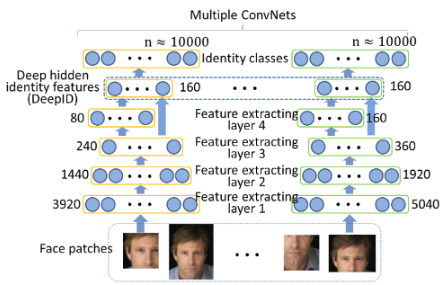 Multiple ConvNets
n ≈ 10000
n ≈ 10000
Identity classes
Deep hidden
identity features
(DeepID)
160
160
80
Feature extracting
layer 4
160
240
Feature extracting
layer 3
360
1440
Feature extracting
layer 2
1920
3920
Feature extracting
layer 1
5040
Face patches